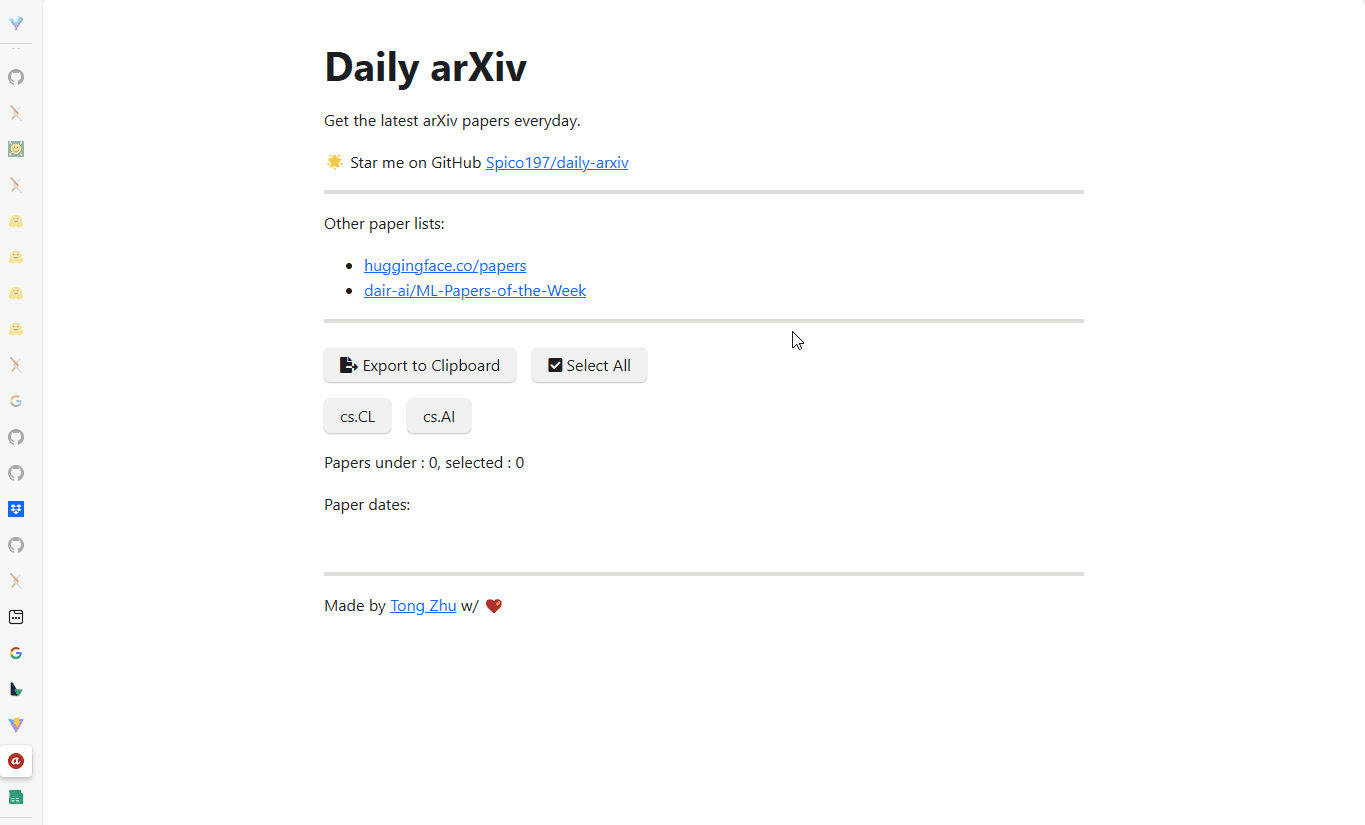 Daily arXiv
Get the latest arXiv papers everyday.
🌟 Star me on GitHub Spico197/daily-arxiv
Other paper lists:
• huggingface.co/papers
• dair-ai/ML-Papers-of-the-Week
Export to Clipboard Select All
cs.CL cs.AI
Papers under : 0, selected : 0
Paper dates:
Made by Tong Zhu w/ 💖